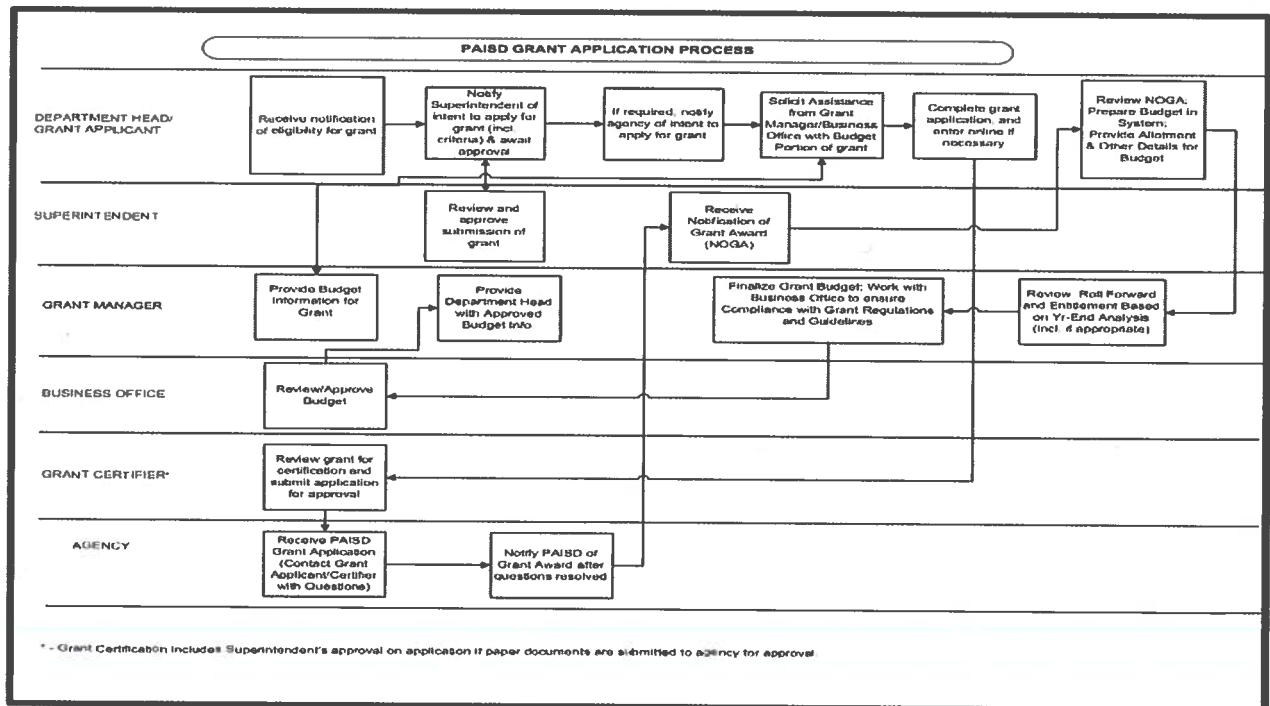 PAISD GRANT APPLICATION PROCESS
DEPARTMENT HEAD/
GRANT APPLICANT
Receive notification
of eligibility for grant
Notify
Superintendent of
intent to apply for
grant (incl.
criteria) & await
approval
If required, notify
agency of intent to
apply for grant
Solicit Assistance
from Grant
Manager/Business
Office with Budget
Portion of grant
Complete grant
application, and
enter online if
necessary
Review NOGA;
Prepare Budget in
System;
Provide Allotment
& Other Details for
Budget
SUPERINTENDENT
Review and
approve
submission of
grant
Receive
Notification of
Grant Award
(NOGA)
GRANT MANAGER
Provide Budget
Information for
Grant
Provide
Department Head
with Approved
Budget Info
Finalize Grant Budget; Work with
Business Office to ensure
Compliance with Grant Regulations
and Guidelines
Review Roll Forward
and Entitlement Based
on Yr-End Analysis
(incl. if appropriate)
BUSINESS OFFICE
Review/Approve
Budget
GRANT CERTIFIER*
Review grant for
certification and
submit application
for approval
AGENCY
Receive PAISD
Grant Application
(Contact Grant
Applicant/Certifier
with Questions)
Notify PAISD of
Grant Award after
questions resolved
* - Grant Certification includes Superintendent's approval on application if paper documents are submitted to agency for approval